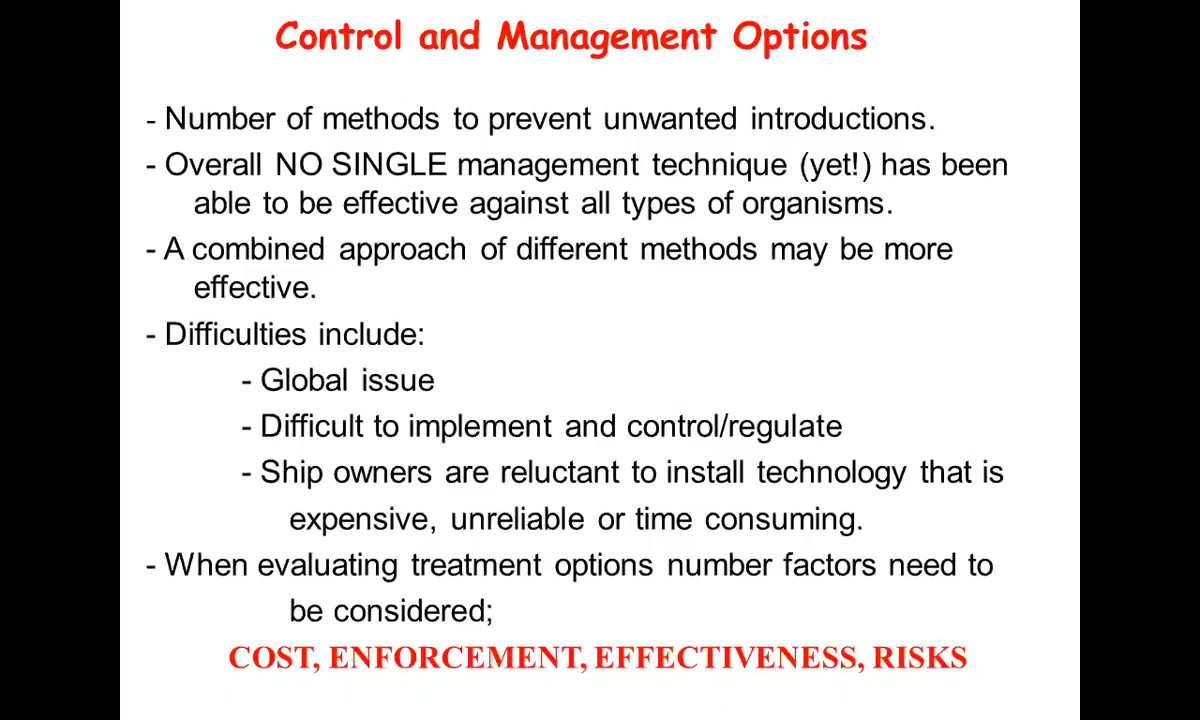 Control and Management Options
- Number of methods to prevent unwanted introductions.
- Overall NO SINGLE management technique (yet!) has been
able to be effective against all types of organisms.
- A combined approach of different methods may be more
effective.
- Difficulties include:
- Global issue
- Difficult to implement and control/regulate
- Ship owners are reluctant to install technology that is
expensive, unreliable or time consuming.
- When evaluating treatment options number factors need to
be considered;
COST, ENFORCEMENT, EFFECTIVENESS, RISKS